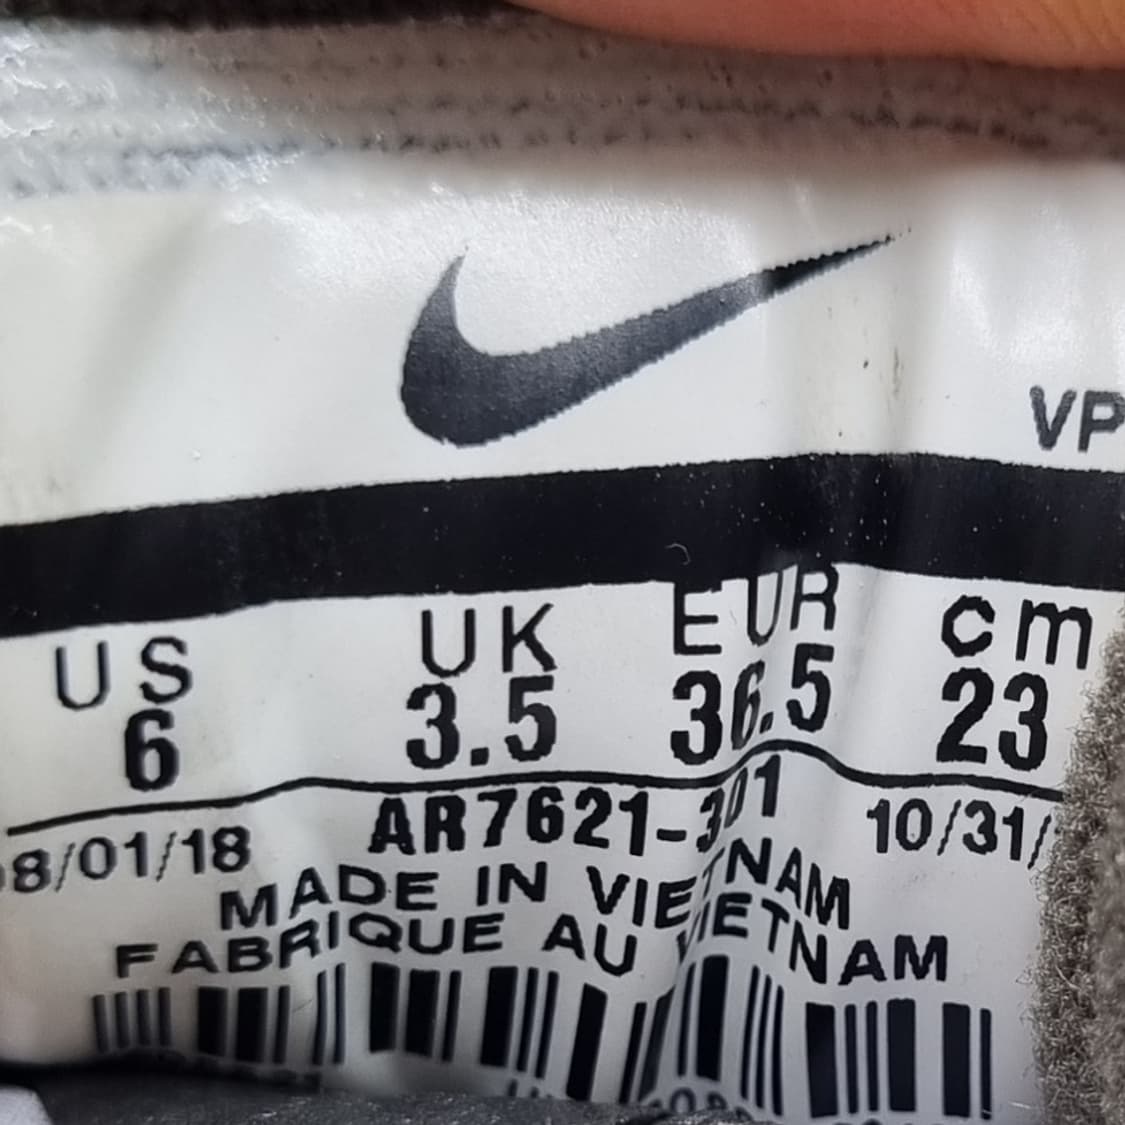 VP
US UK EUR cm
6 3.5 36.5 23
08/01/18 AR7621-301 10/31/
MADE IN VIETNAM
FABRIQUE AU VIETNAM